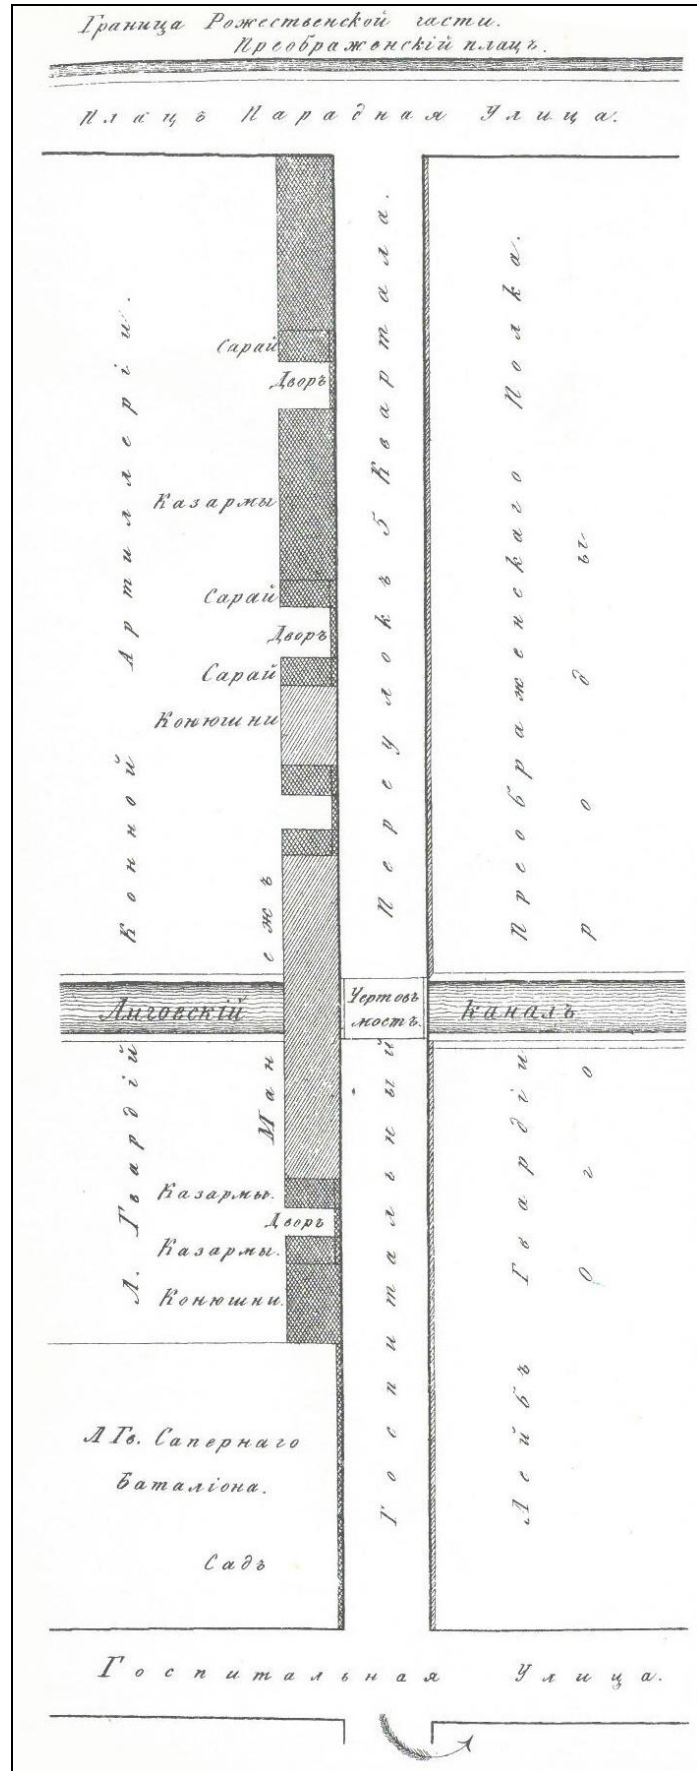 Граница Рожественской части.
Преображенскій плацъ.
Плацъ Парадная Улица.
Сарай
Дворъ
Казармы
Сарай
Дворъ
Сарай
Конюшни
Л. Гвардій Конной Артиллеріи.
Манежъ
Госпитальный Переулокъ 5 Квартала.
Лейбъ Гвардіи Преображенскаго Полка.
Огороды
Лиговскій
Чертовъ
мостъ.
каналъ
Казармы.
Дворъ
Казармы.
Конюшни.
Л Гв. Сапернаго
Баталіона.
Садъ
Госпитальная Улица.